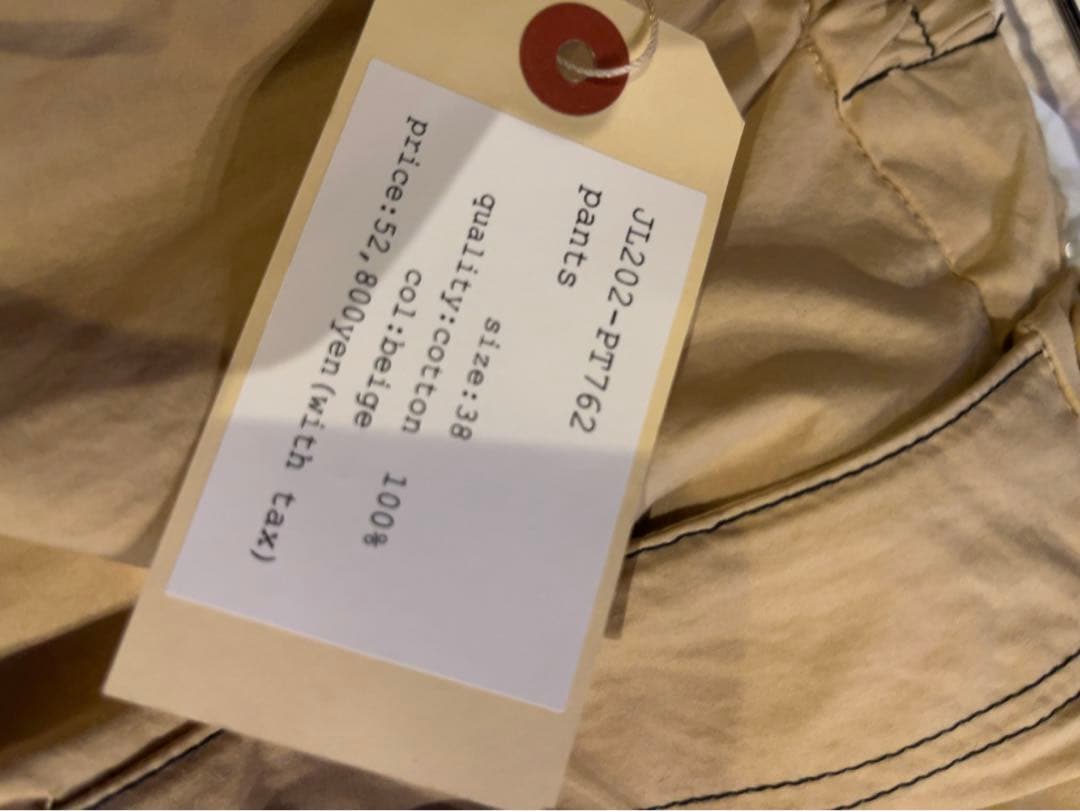 JL202-PT762
pants
size:38
quality:cotton 100%
col:beige
price:52,800yen(with tax)